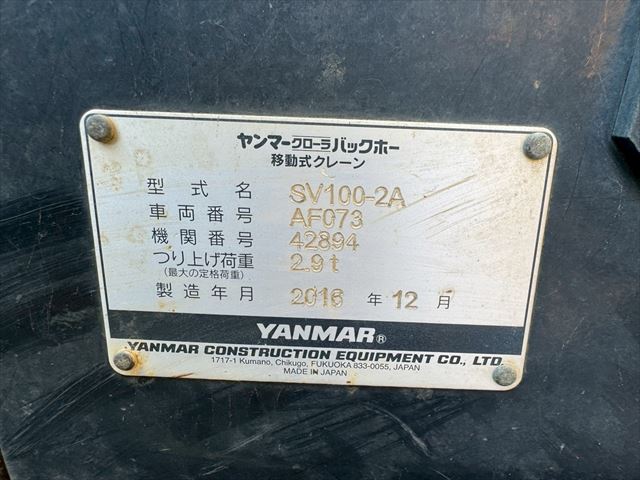 ヤンマークローラバックホー
移動式クレーン
型式名 SV100-2A
車両番号 AF073
機関番号 42894
つり上げ荷重 2.9t
(最大の定格荷重)
製造年月 2016 年 12 月
YANMAR®
YANMAR CONSTRUCTION EQUIPMENT CO., LTD.
1717-1 Kumano, Chikugo, FUKUOKA 833-0055, JAPAN
MADE IN JAPAN